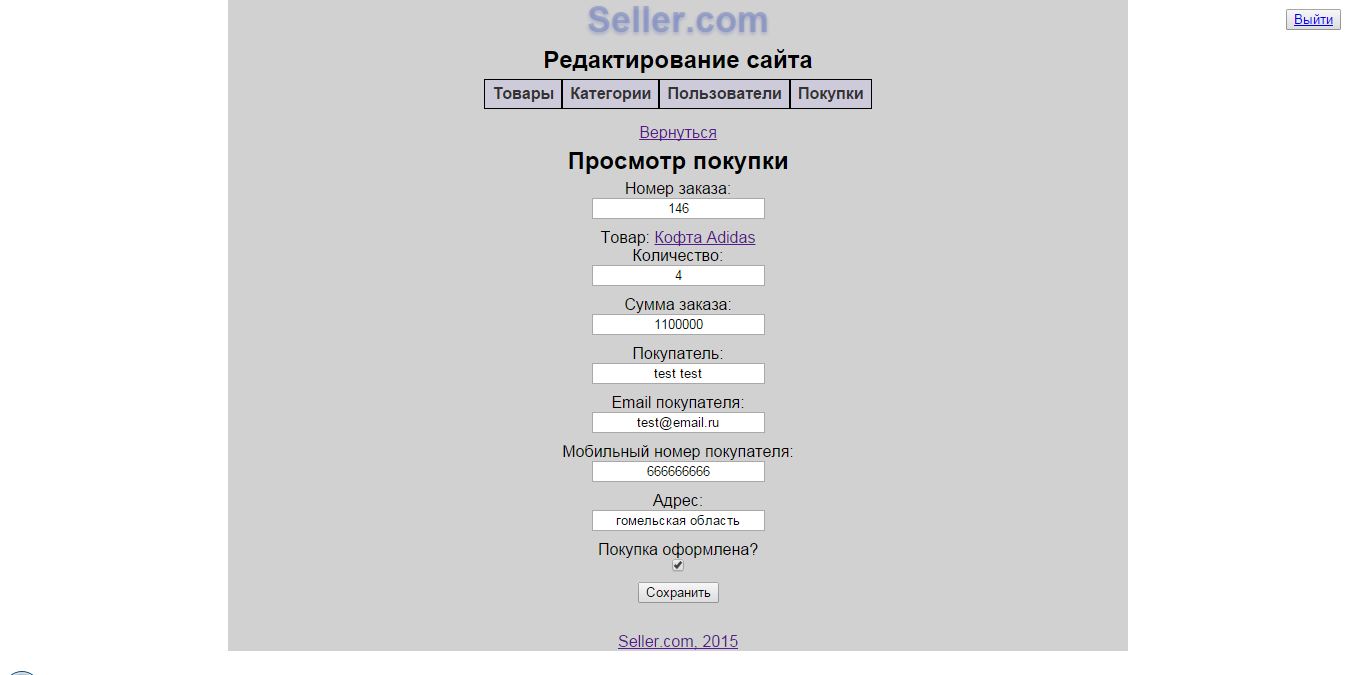 Seller.com
Выйти
Редактирование сайта
Товары Категории Пользователи Покупки
Вернуться
Просмотр покупки
Номер заказа:
146
Товар: Кофта Adidas
Количество:
4
Сумма заказа:
1100000
Покупатель:
test test
Email покупателя:
test@email.ru
Мобильный номер покупателя:
666666666
Адрес:
гомельская область
Покупка оформлена?
Сохранить
Seller.com, 2015